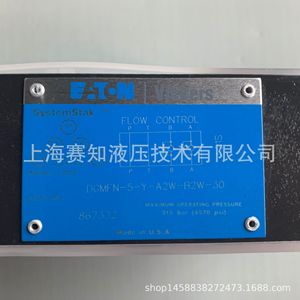 EATON Vickers
SystemStak
FLOW CONTROL
P T B A
上海赛知液压技术有限公司
P T B A
DGMFN-5-Y-A2W-B2W-30
867332
MAXIMUM OPERATING PRESSURE
315 bar (4570 psi)
Made in U.S.A
shop1458838272473.1688.com